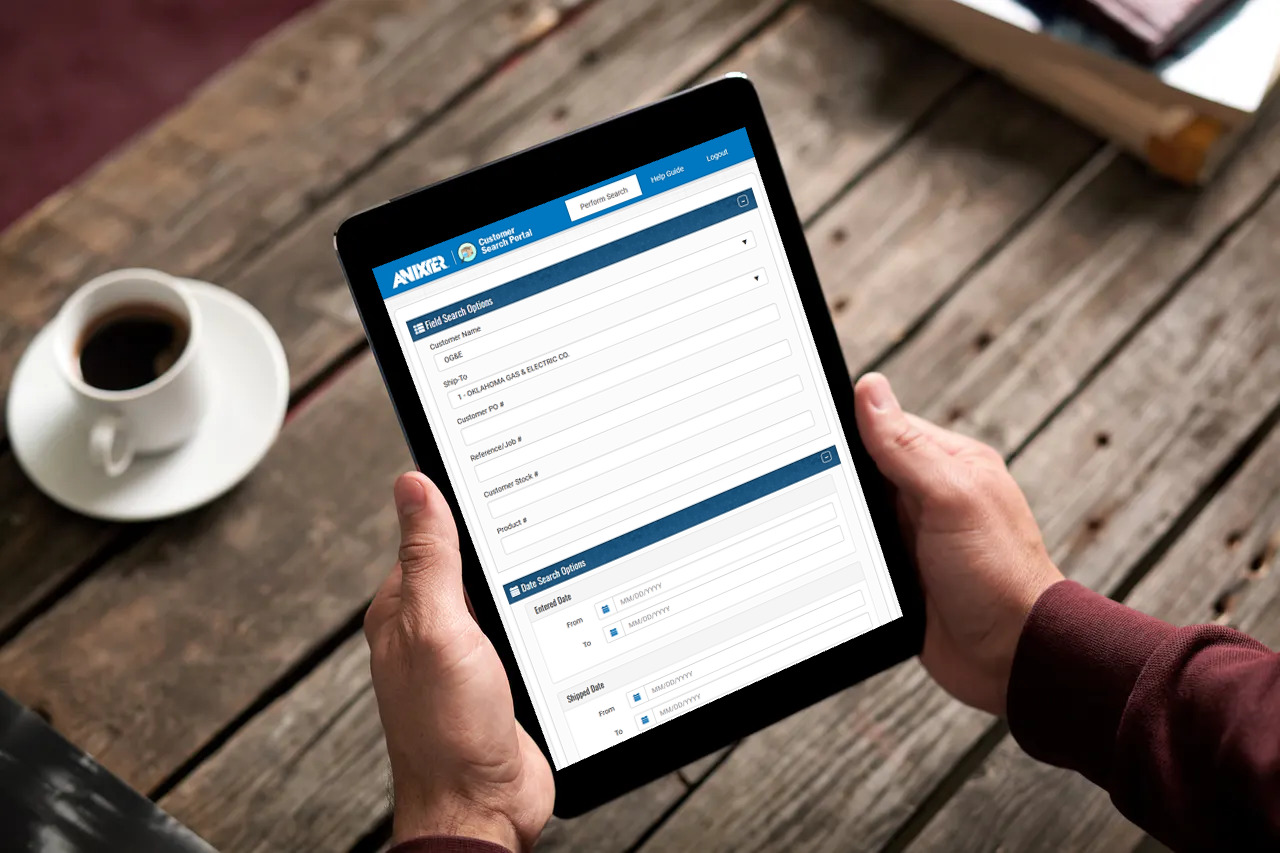 ANIXTER
Customer
Search Portal
Perform Search
Help Guide
Logout
Field Search Options
Customer Name
OG&E
Ship-To
1 - OKLAHOMA GAS & ELECTRIC CO.
Customer PO #
Reference/Job #
Customer Stock #
Product #
Date Search Options
Entered Date
From
MM/DD/YYYY
To
MM/DD/YYYY
Shipped Date
From
MM/DD/YYYY
To
MM/DD/YYYY